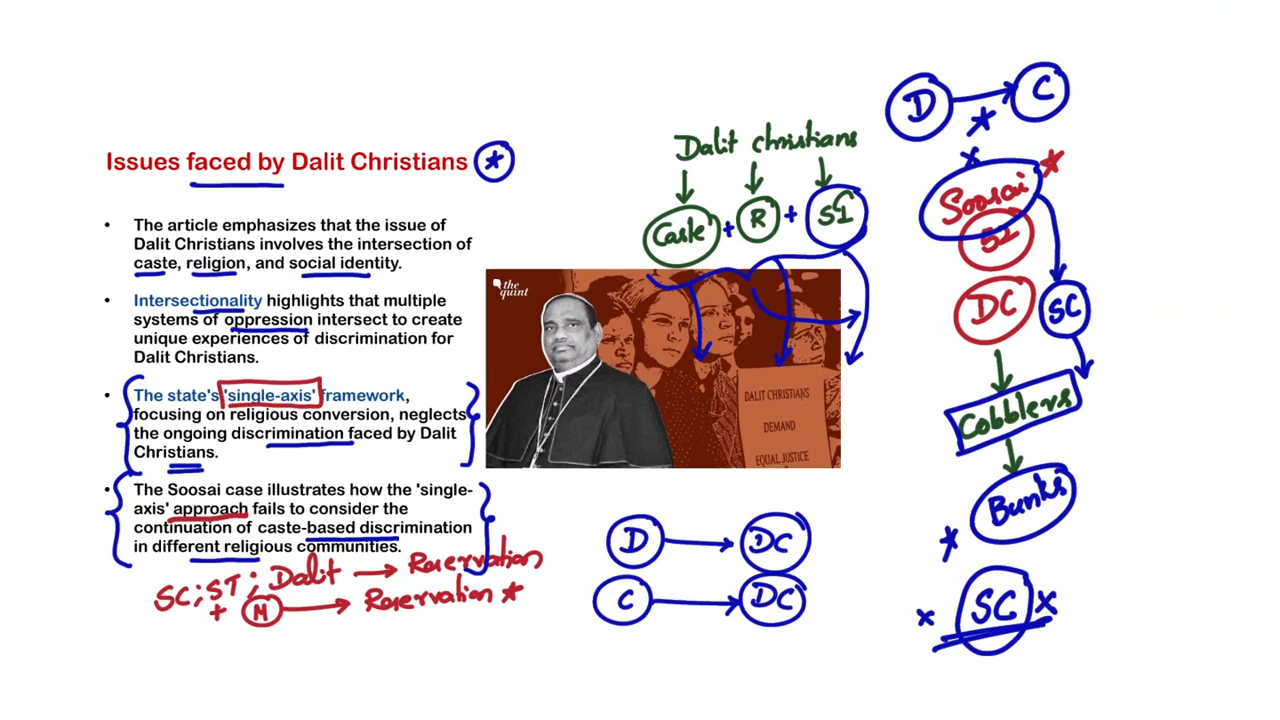 Issues faced by Dalit Christians
• The article emphasizes that the issue of
Dalit Christians involves the intersection of
caste, religion, and social identity.
• Intersectionality highlights that multiple
systems of oppression intersect to create
unique experiences of discrimination for
Dalit Christians.
• The state's 'single-axis' framework,
focusing on religious conversion, neglects
the ongoing discrimination faced by Dalit
Christians.
• The Soosai case illustrates how the 'single-
axis' approach fails to consider the
continuation of caste-based discrimination
in different religious communities.
SC; ST; Dalit → Reservation
+ M → Reservation
Dalit christians
Caste + R + SI
the
quint
DALIT CHRISTIANS
DEMAND
EQUAL JUSTICE
D → DC
C → DC
D → C
Soosai
DC
SC
Cobblers
Bunks
x SC x